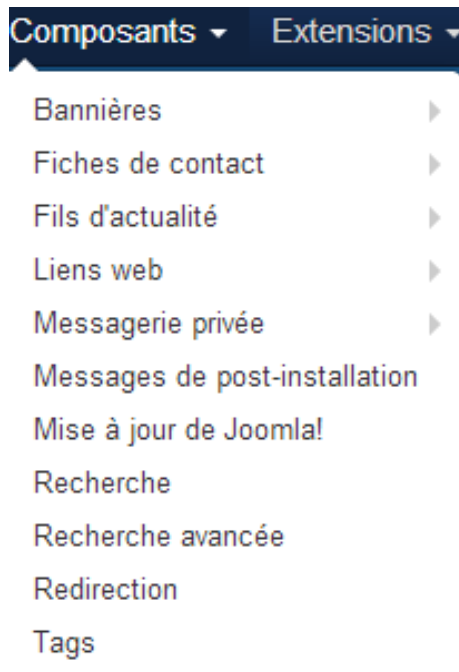 Composants Extensions
Bannières
Fiches de contact
Fils d'actualité
Liens web
Messagerie privée
Messages de post-installation
Mise à jour de Joomla!
Recherche
Recherche avancée
Redirection
Tags